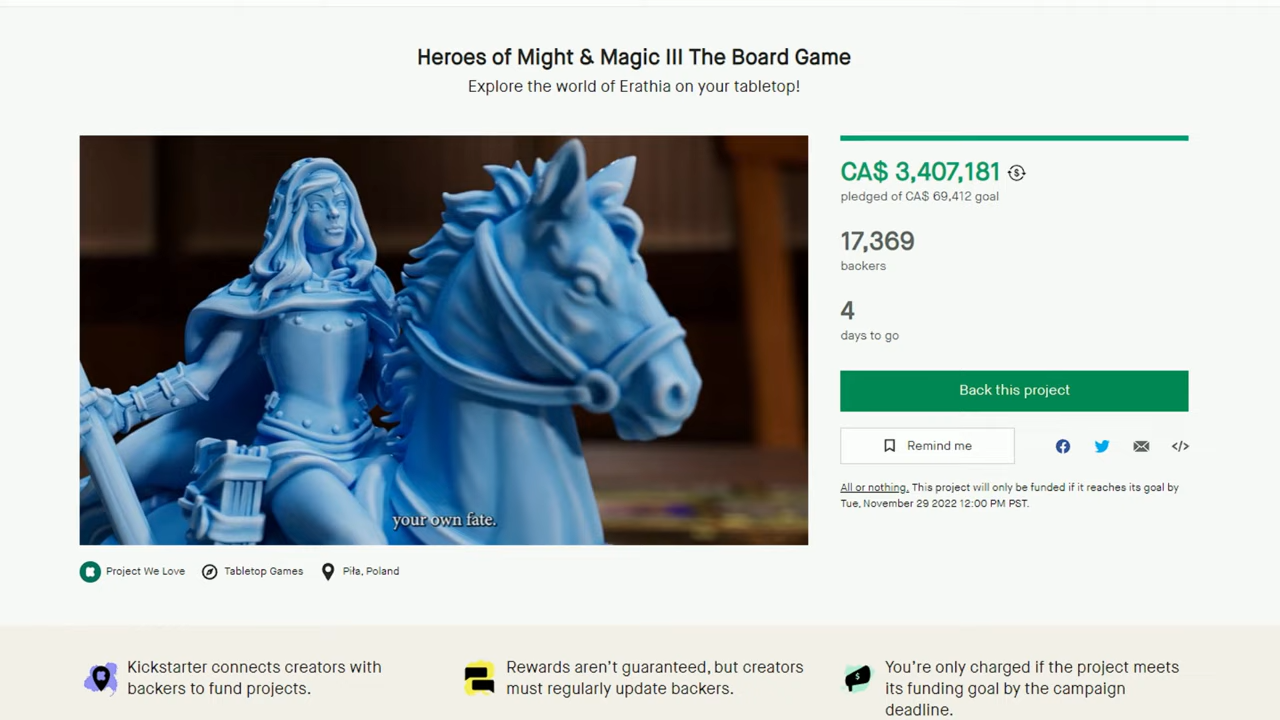 Heroes of Might & Magic III The Board Game
Explore the world of Erathia on your tabletop!
CA$ 3,407,181
pledged of CA$ 69,412 goal
17,369
backers
4
days to go
Back this project
Remind me
All or nothing. This project will only be funded if it reaches its goal by
Tue, November 29 2022 12:00 PM PST.
your own fate.
Project We Love
Tabletop Games
Piła, Poland
Kickstarter connects creators with
backers to fund projects.
Rewards aren’t guaranteed, but creators
must regularly update backers.
You’re only charged if the project meets
its funding goal by the campaign
deadline.